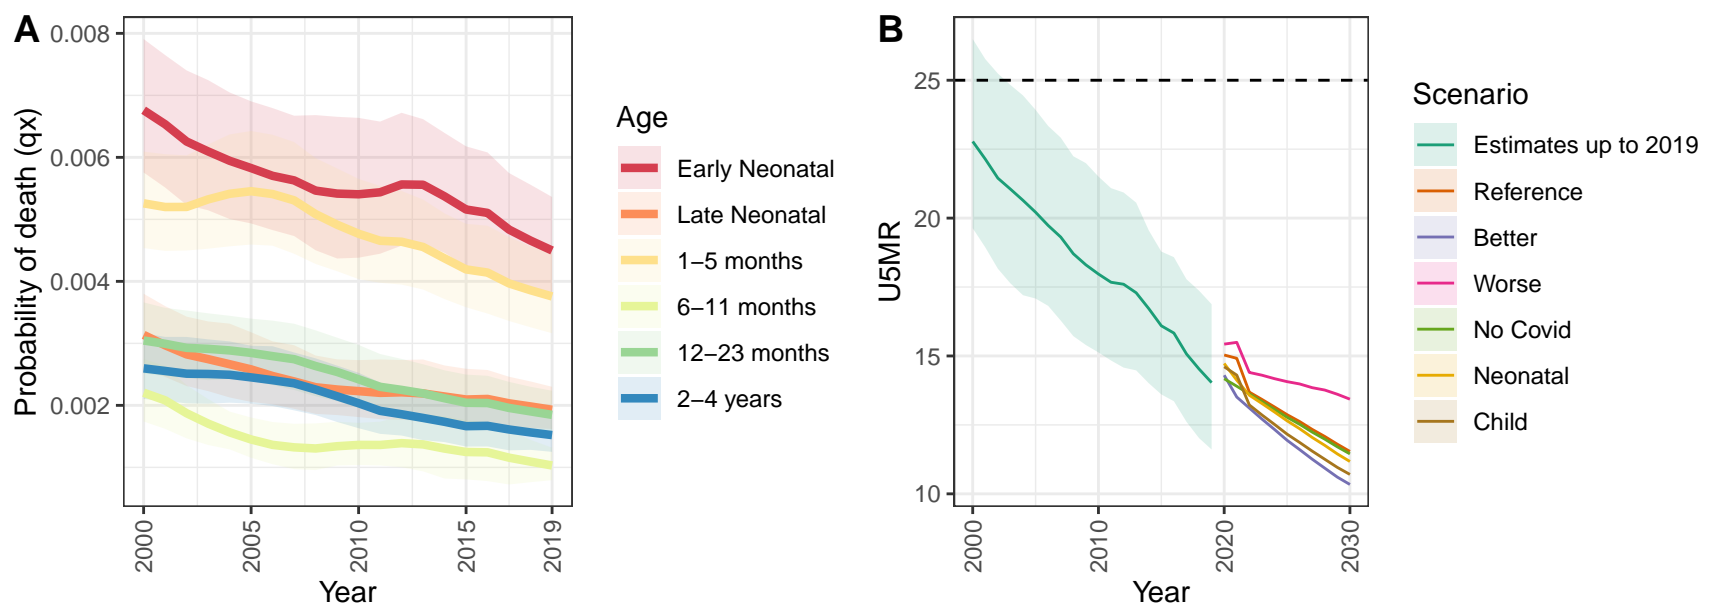 A
Probability of death (qx)
0.008
0.006
0.004
0.002
2000
2005
2010
2015
2019
Year
Age
Early Neonatal
Late Neonatal
1−5 months
6−11 months
12−23 months
2−4 years
B
U5MR
25
20
15
10
2000
2010
2020
2030
Year
Scenario
Estimates up to 2019
Reference
Better
Worse
No Covid
Neonatal
Child